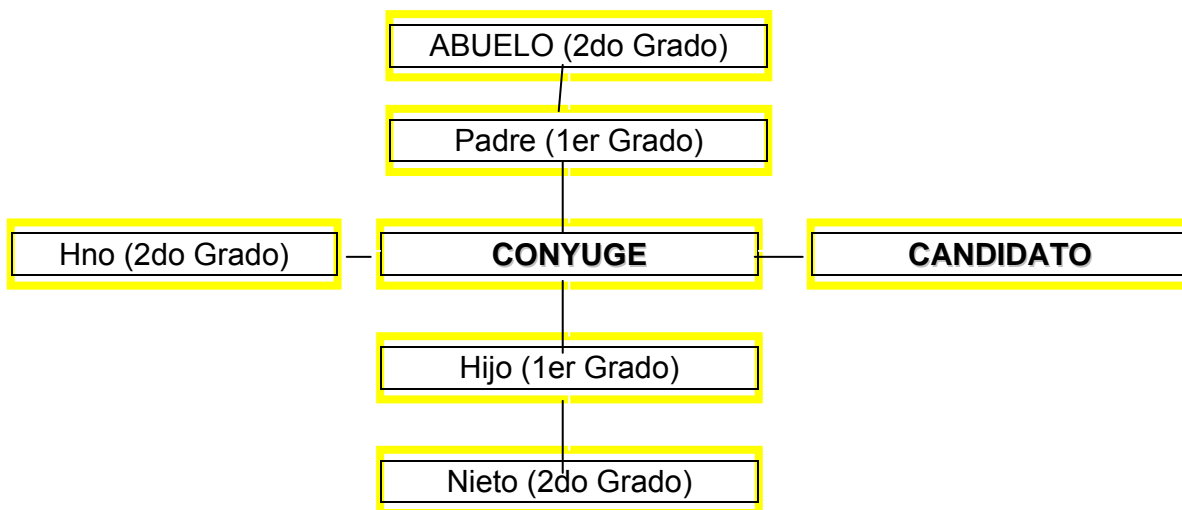 ABUELO (2do Grado)
Padre (1er Grado)
Hno (2do Grado)
CONYUGE
CANDIDATO
Hijo (1er Grado)
Nieto (2do Grado)